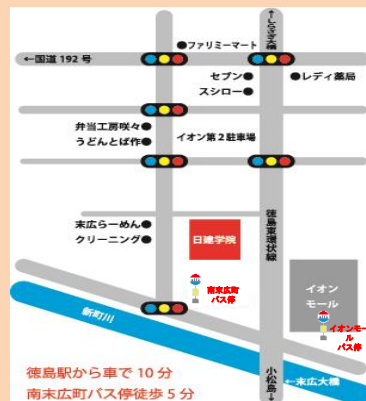 ←しらさぎ大橋
●ファミリーマート
←国道192号
セブン●
●レディ薬局
スシロー●
弁当工房咲々●
うどんとば作●
イオン第2駐車場
末広らーめん●
クリーニング●
日建学院
徳島東環状線
南末広町
バス停
イオン
モール
イオンモー
ル
バス停
新町川
小松島→
←末広大橋
徳島駅から車で10分
南末広町バス停徒歩5分